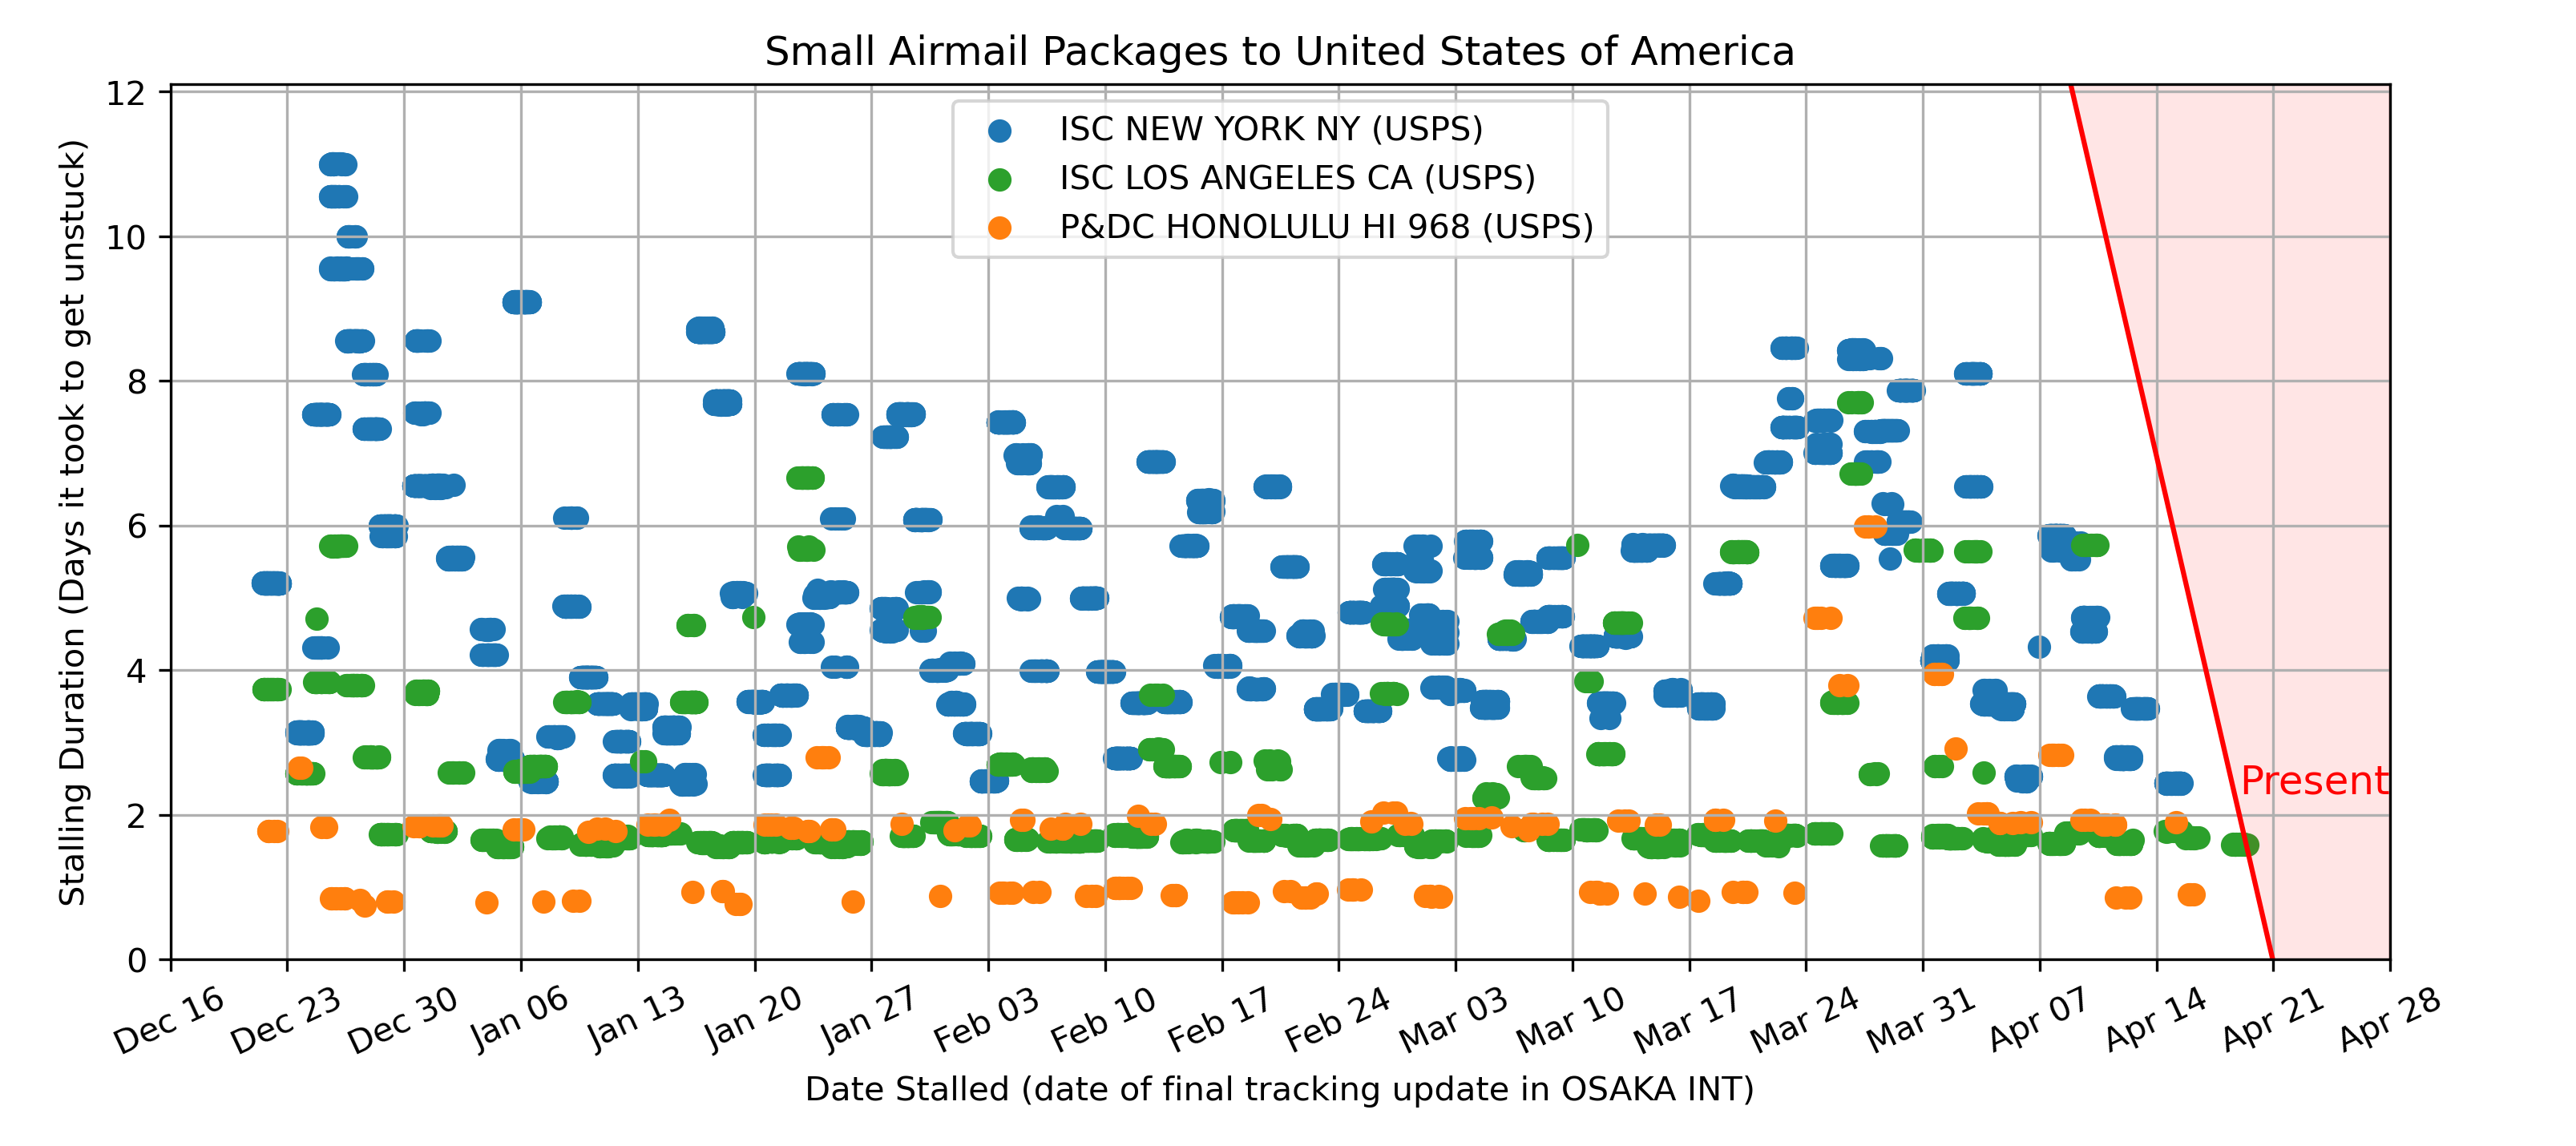 Small Airmail Packages to United States of America
ISC NEW YORK NY (USPS)
ISC LOS ANGELES CA (USPS)
P&DC HONOLULU HI 968 (USPS)
Stalling Duration (Days it took to get unstuck)
12
10
8
6
4
2
0
Present
Dec 16
Dec 23
Dec 30
Jan 06
Jan 13
Jan 20
Jan 27
Feb 03
Feb 10
Feb 17
Feb 24
Mar 03
Mar 10
Mar 17
Mar 24
Mar 31
Apr 07
Apr 14
Apr 21
Apr 28
Date Stalled (date of final tracking update in OSAKA INT)